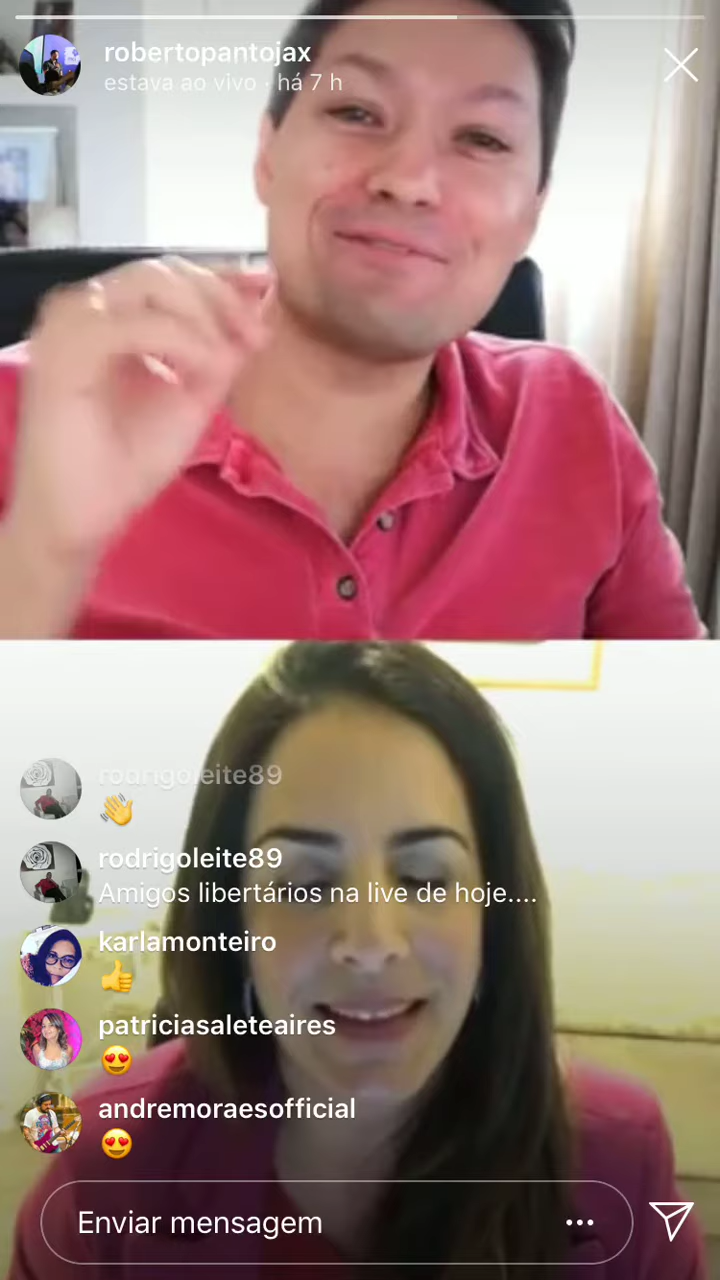 robertopantojax
estava ao vivo · há 7 h
rodrigoleite89
👋
rodrigoleite89
Amigos libertários na live de hoje....
karlamonteiro
👍
patriciasaleteaires
😍
andremoraesofficial
😍
Enviar mensagem